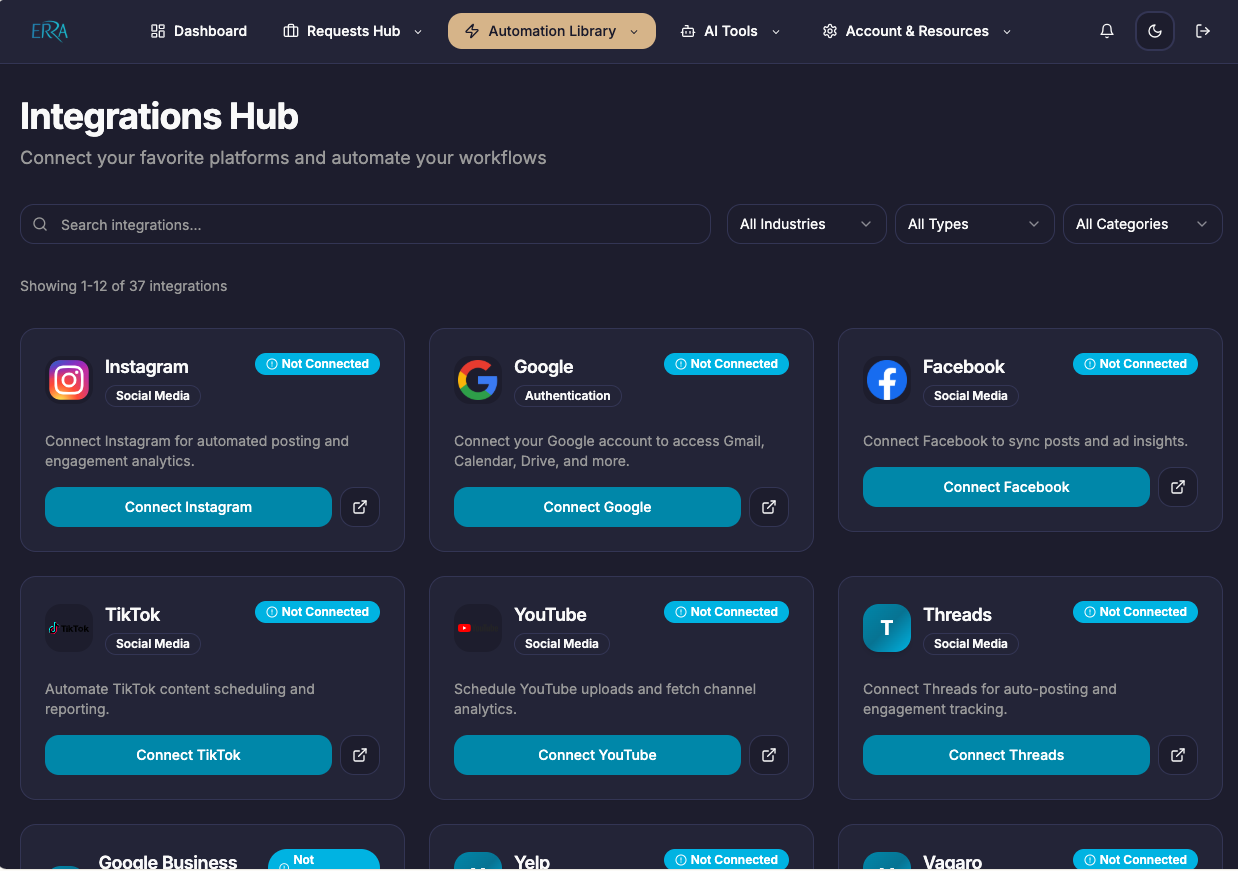 ERRA
Dashboard
Requests Hub
Automation Library
AI Tools
Account & Resources
Integrations Hub
Connect your favorite platforms and automate your workflows
Search integrations...
All Industries
All Types
All Categories
Showing 1-12 of 37 integrations
Instagram
Not Connected
Social Media
Connect Instagram for automated posting and
engagement analytics.
Connect Instagram
Google
Not Connected
Authentication
Connect your Google account to access Gmail,
Calendar, Drive, and more.
Connect Google
Facebook
Not Connected
Social Media
Connect Facebook to sync posts and ad insights.
Connect Facebook
TikTok
TikTok
Not Connected
Social Media
Automate TikTok content scheduling and
reporting.
Connect TikTok
YouTube
Not Connected
Social Media
Schedule YouTube uploads and fetch channel
analytics.
Connect YouTube
T
Threads
Not Connected
Social Media
Connect Threads for auto-posting and
engagement tracking.
Connect Threads
Google Business
Not
Yelp
Not Connected
Vagaro
Not Connected